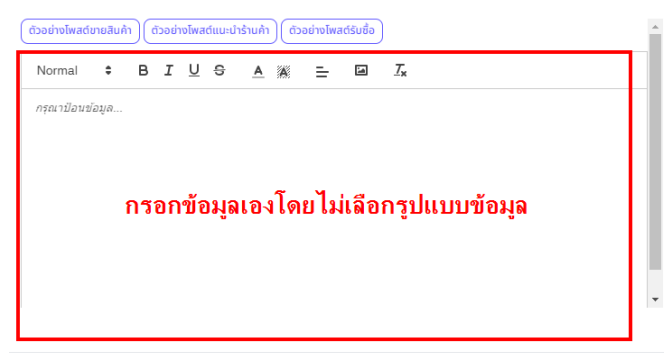 ตัวอย่างโพสต์ขายสินค้า ตัวอย่างโพสต์แนะนำร้านค้า ตัวอย่างโพสต์รับซื้อ
Normal B I U S A A Tx
กรุณาป้อนข้อมูล...
กรอกข้อมูลเองโดยไม่เลือกรูปแบบข้อมูล